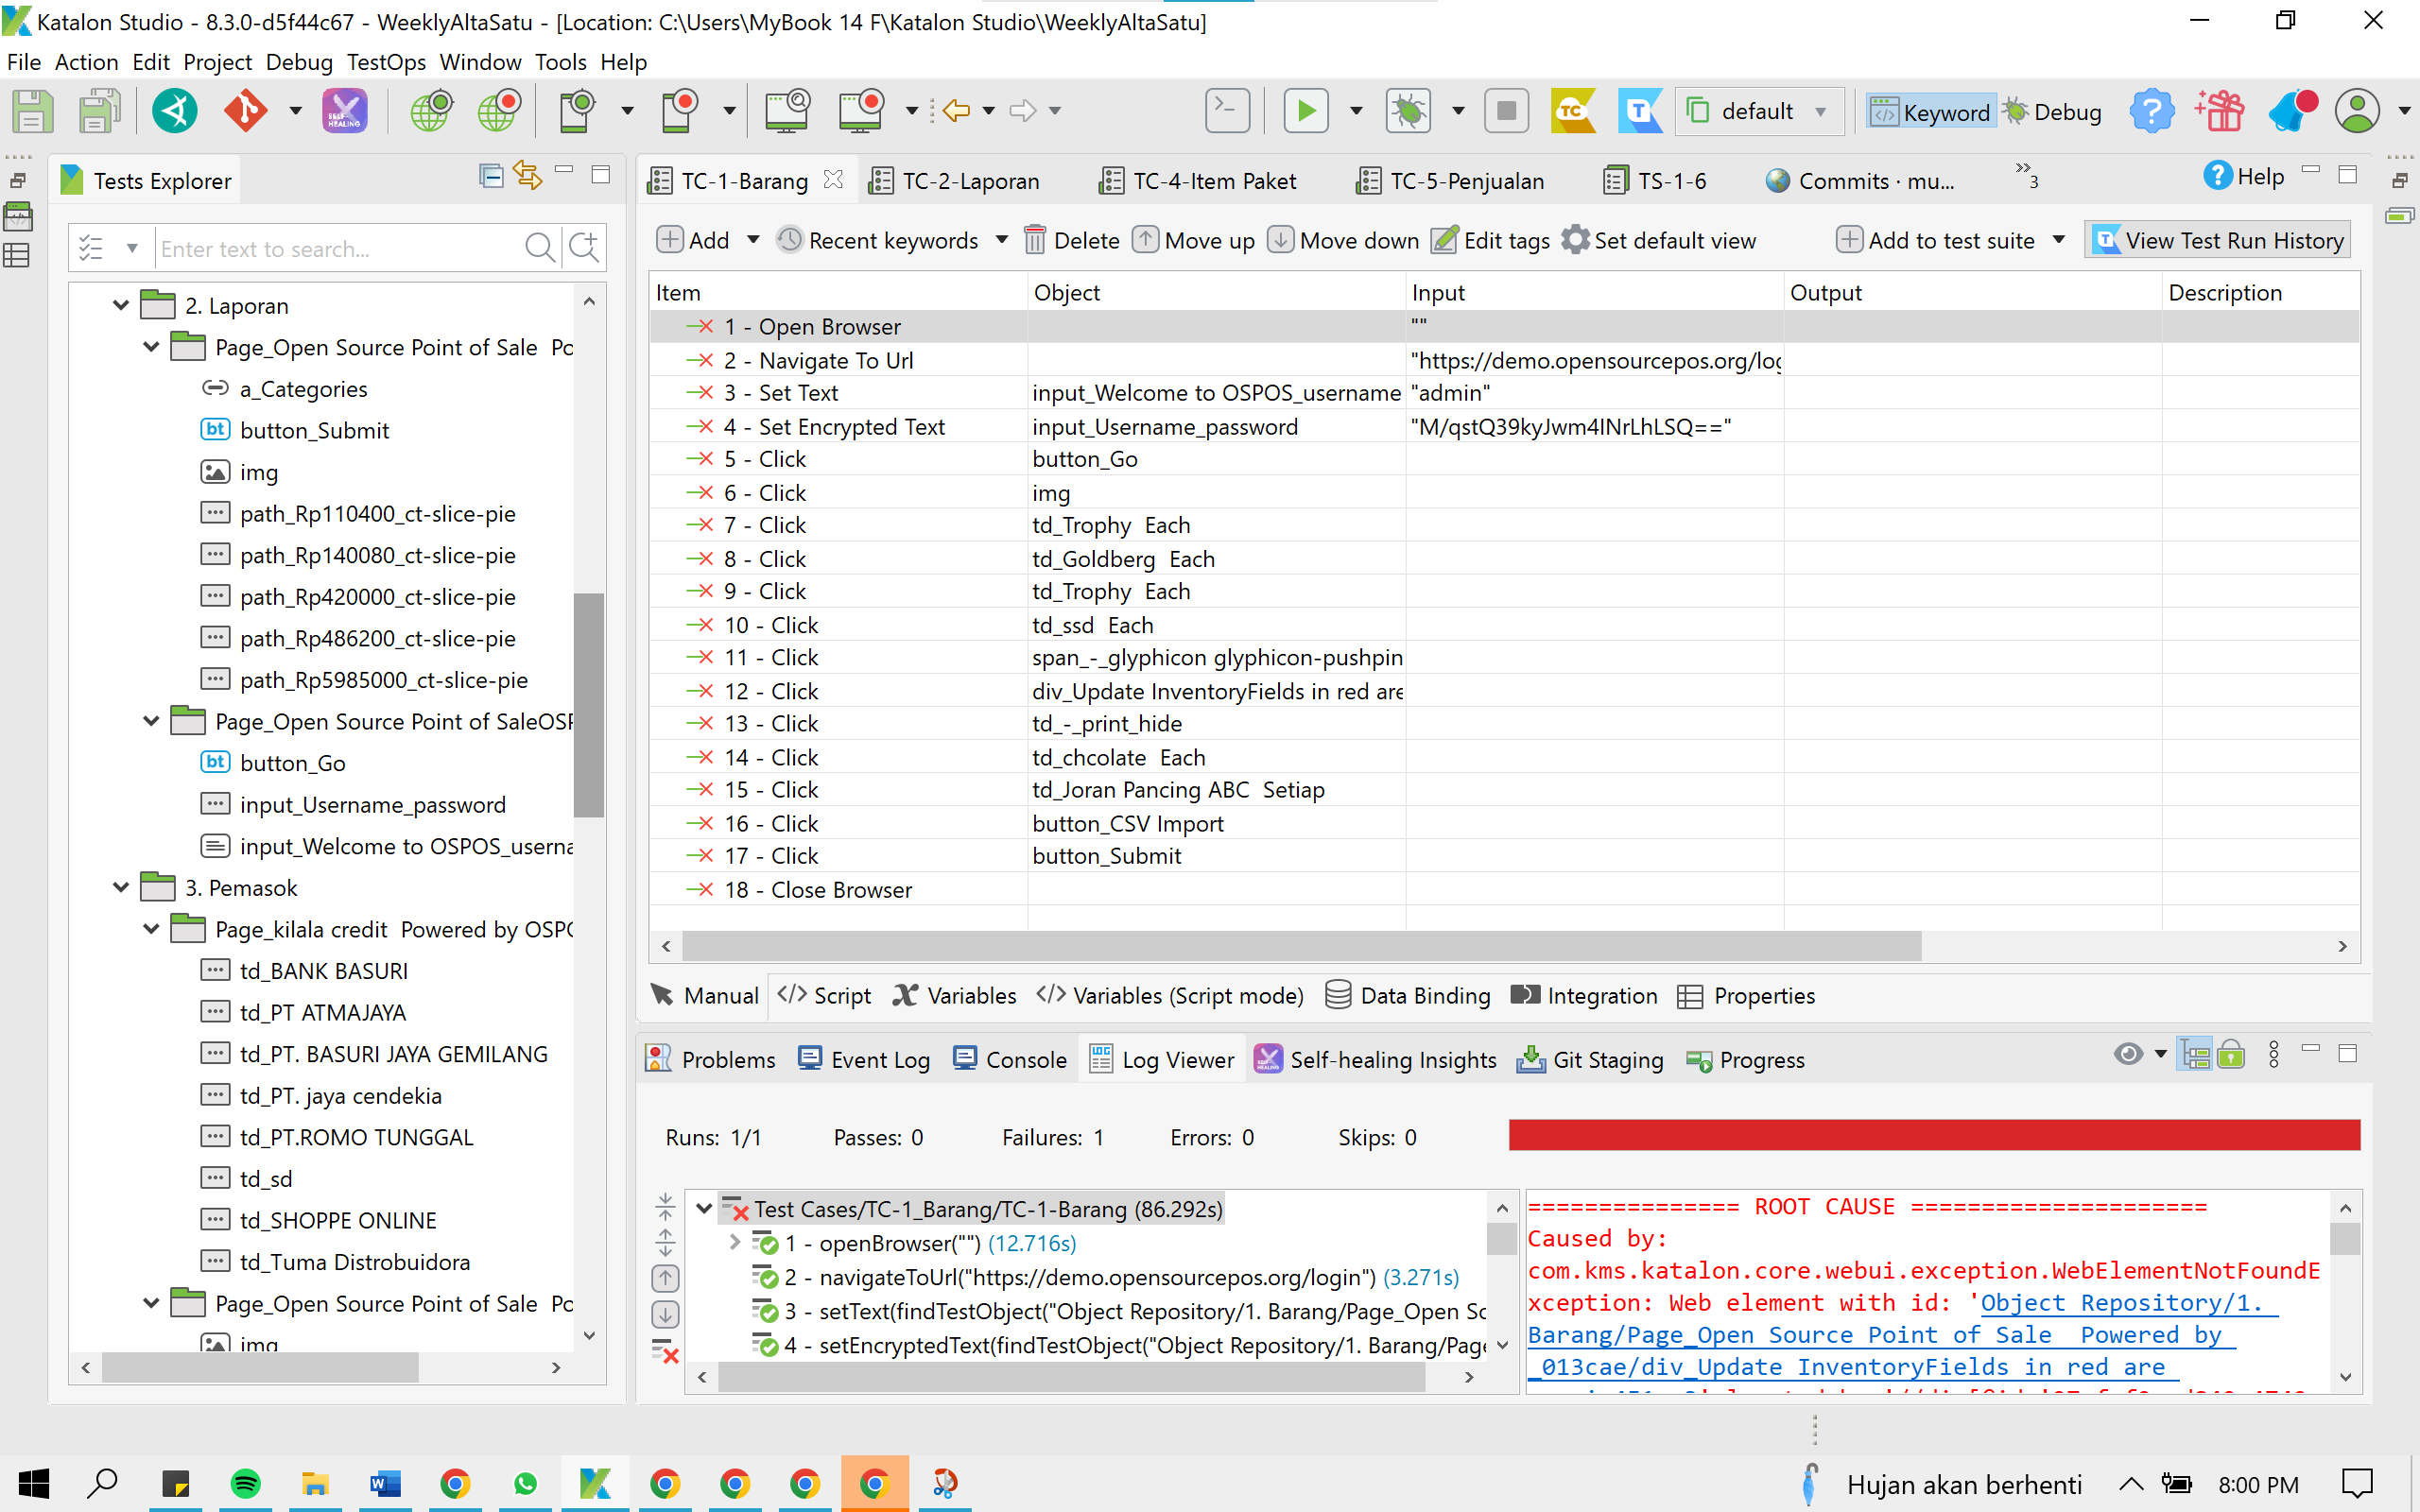 Katalon Studio - 8.3.0-d5f44c67 - WeeklyAltaSatu - [Location: C:\Users\MyBook 14 F\Katalon Studio\WeeklyAltaSatu]
File Action Edit Project Debug TestOps Window Tools Help
SELF HEALING
TC
default
Keyword
Debug
Tests Explorer
TC-1-Barang
TC-2-Laporan
TC-4-Item Paket
TC-5-Penjualan
TS-1-6
Commits · mu...
»3
Help
Enter text to search...
Add
Recent keywords
Delete
Move up
Move down
Edit tags
Set default view
Add to test suite
View Test Run History
2. Laporan
Page_Open Source Point of Sale  Po
a_Categories
bt button_Submit
img
path_Rp110400_ct-slice-pie
path_Rp140080_ct-slice-pie
path_Rp420000_ct-slice-pie
path_Rp486200_ct-slice-pie
path_Rp5985000_ct-slice-pie
Page_Open Source Point of SaleOSP
bt button_Go
input_Username_password
input_Welcome to OSPOS_userna
3. Pemasok
Page_kilala credit  Powered by OSPO
td_BANK BASURI
td_PT ATMAJAYA
td_PT. BASURI JAYA GEMILANG
td_PT. jaya cendekia
td_PT.ROMO TUNGGAL
td_sd
td_SHOPPE ONLINE
td_Tuma Distrobuidora
Page_Open Source Point of Sale  Po
img
Item Object Input Output Description
1 - Open Browser ""
2 - Navigate To Url "https://demo.opensourcepos.org/log
3 - Set Text input_Welcome to OSPOS_username "admin"
4 - Set Encrypted Text input_Username_password "M/qstQ39kyJwm4INrLhLSQ=="
5 - Click button_Go
6 - Click img
7 - Click td_Trophy  Each
8 - Click td_Goldberg  Each
9 - Click td_Trophy  Each
10 - Click td_ssd  Each
11 - Click span_-_glyphicon glyphicon-pushpin
12 - Click div_Update InventoryFields in red are
13 - Click td_-_print_hide
14 - Click td_chcolate  Each
15 - Click td_Joran Pancing ABC  Setiap
16 - Click button_CSV Import
17 - Click button_Submit
18 - Close Browser
Manual
Script
Variables
Variables (Script mode)
Data Binding
Integration
Properties
Problems
Event Log
Console
LOG Log Viewer
Self-healing Insights
Git Staging
Progress
Runs: 1/1 Passes: 0 Failures: 1 Errors: 0 Skips: 0
Test Cases/TC-1_Barang/TC-1-Barang (86.292s)
1 - openBrowser("") (12.716s)
2 - navigateToUrl("https://demo.opensourcepos.org/login") (3.271s)
3 - setText(findTestObject("Object Repository/1. Barang/Page_Open Sc
4 - setEncryptedText(findTestObject("Object Repository/1. Barang/Page
=============== ROOT CAUSE =====================
Caused by:
com.kms.katalon.core.webui.exception.WebElementNotFoundE
xception: Web element with id: 'Object Repository/1.
Barang/Page_Open Source Point of Sale  Powered by
_013cae/div_Update InventoryFields in red are
Hujan akan berhenti
8:00 PM